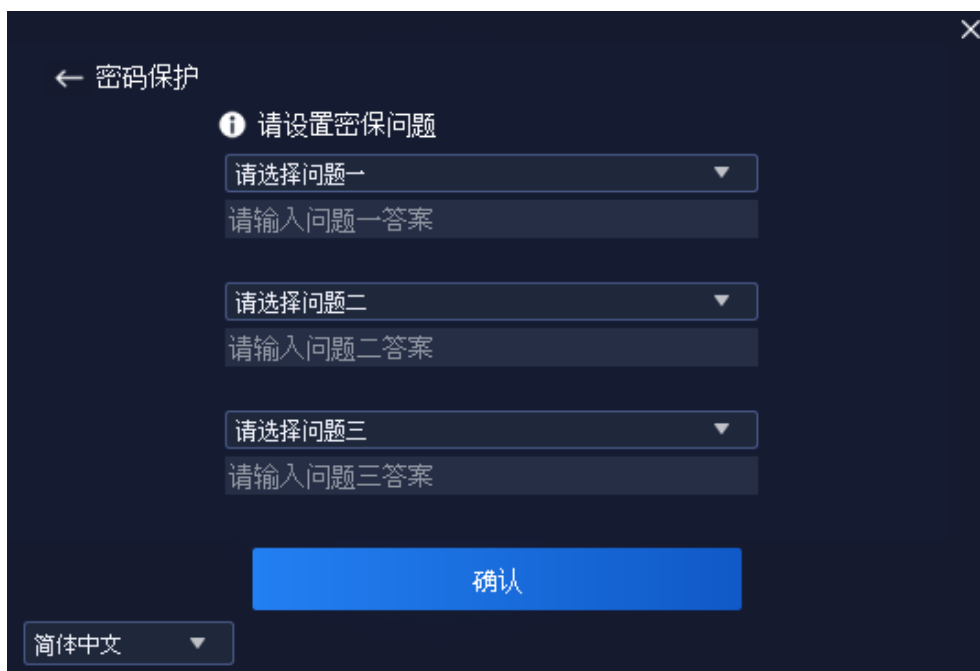 密码保护
请设置密保问题
请选择问题一
请输入问题一答案
请选择问题二
请输入问题二答案
请选择问题三
请输入问题三答案
确认
简体中文